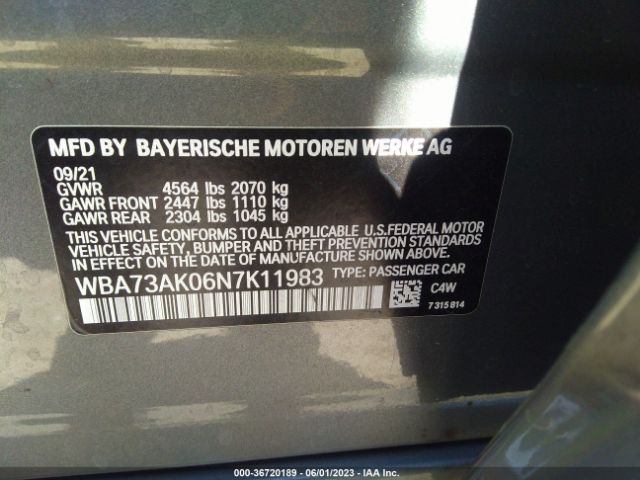 MFD BY BAYERISCHE MOTOREN WERKE AG
09/21
GVWR 4564 lbs 2070 kg
GAWR FRONT 2447 lbs 1110 kg
GAWR REAR 2304 lbs 1045 kg
THIS VEHICLE CONFORMS TO ALL APPLICABLE U.S.FEDERAL MOTOR
VEHICLE SAFETY, BUMPER AND THEFT PREVENTION STANDARDS
IN EFFECT ON THE DATE OF MANUFACTURE SHOWN ABOVE.
WBA73AK06N7K11983 TYPE: PASSENGER CAR
C4W
7315814
000-36720189 - 06/01/2023 - IAA Inc.